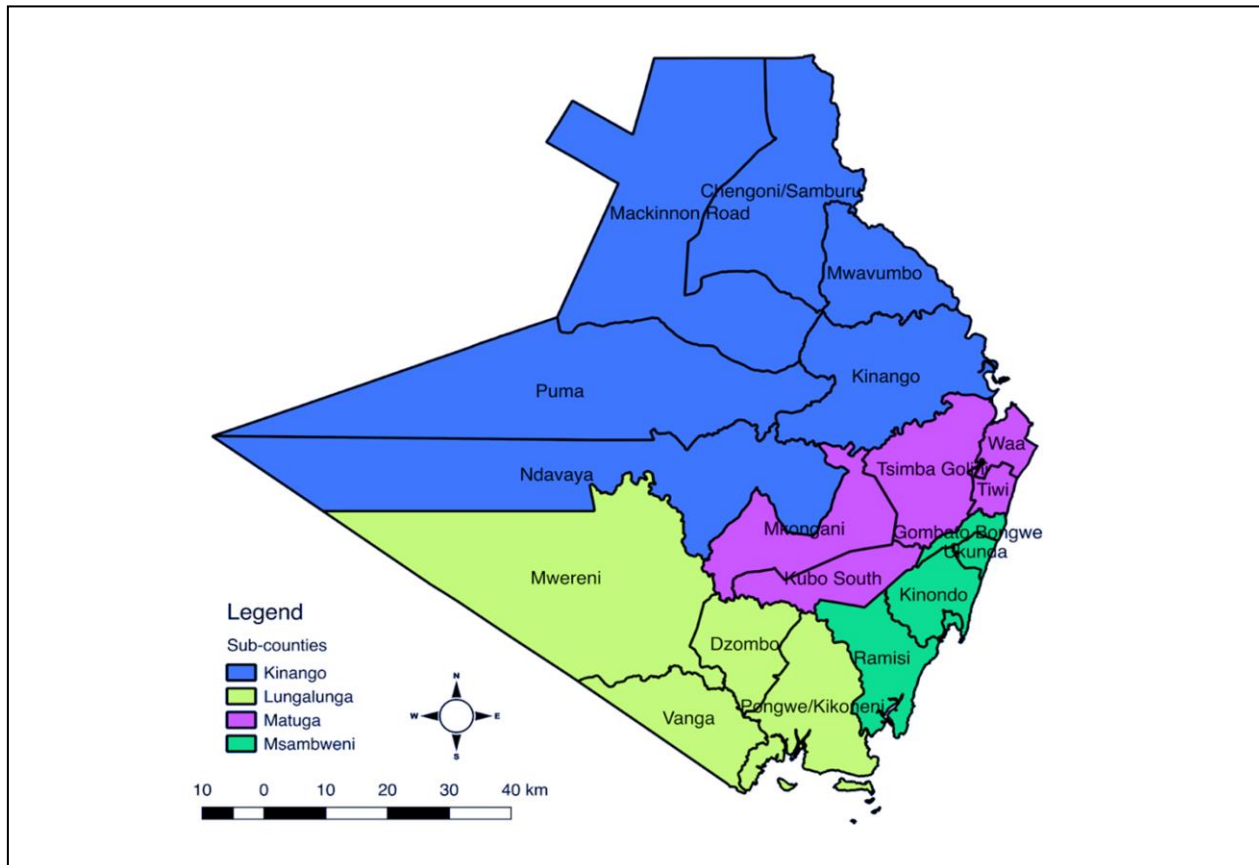 Chengoni/Samburu
Mackinnon Road
Mwavumbo
Kinango
Puma
Waa
Tsimba Golini
Ndavaya
Tiwi
Mkongani
Gombato Bongwe
Ukunda
Mwereni
Kubo South
Kinondo
Dzombo
Ramisi
Pongwe/Kikoneni
Vanga
Legend
Sub-counties
Kinango
Lungalunga
Matuga
Msambweni
N
W E
S
10 0 10 20 30 40 km